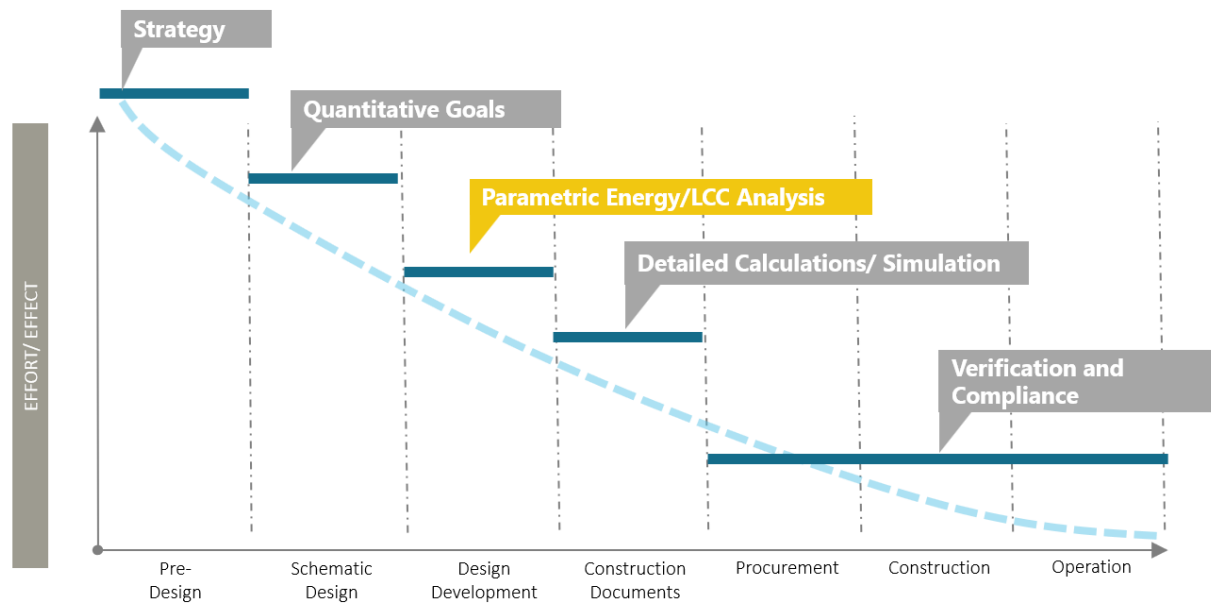 Strategy
Quantitative Goals
Parametric Energy/LCC Analysis
Detailed Calculations/ Simulation
Verification and
Compliance
EFFORT/ EFFECT
Pre-
Design
Schematic
Design
Design
Development
Construction
Documents
Procurement
Construction
Operation